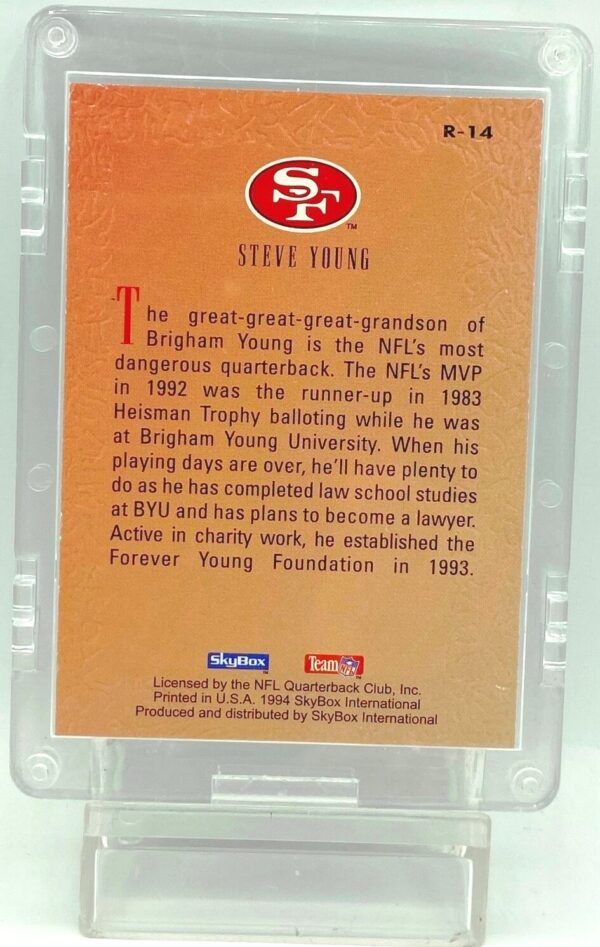 R-14
SF
TM
STEVE YOUNG
The great-great-great-grandson of
Brigham Young is the NFL's most
dangerous quarterback. The NFL's MVP
in 1992 was the runner-up in 1983
Heisman Trophy balloting while he was
at Brigham Young University. When his
playing days are over, he'll have plenty to
do as he has completed law school studies
at BYU and has plans to become a lawyer.
Active in charity work, he established the
Forever Young Foundation in 1993.
SkyBox Team NFL
Licensed by the NFL Quarterback Club, Inc.
Printed in U.S.A. 1994 SkyBox International
Produced and distributed by SkyBox International